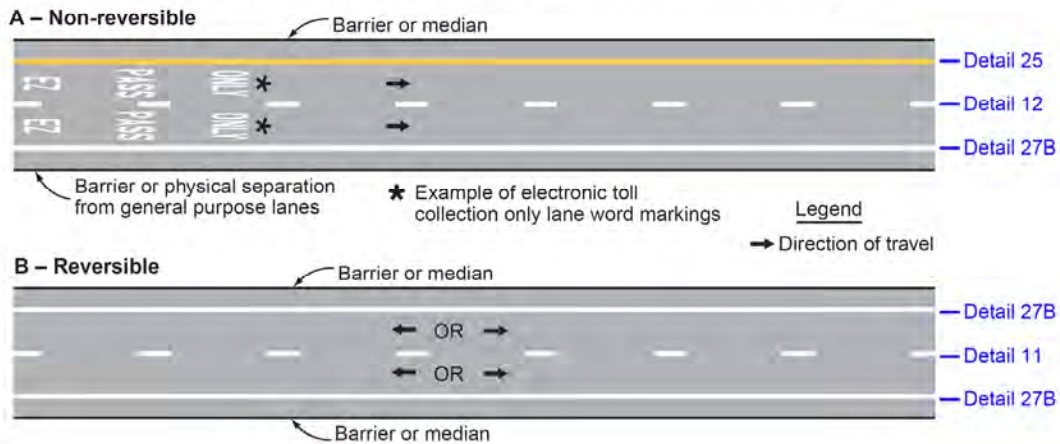 A – Non-reversible
Barrier or median
EZ PASS ONLY *
EZ PASS ONLY *
Detail 25
Detail 12
Detail 27B
Barrier or physical separation
from general purpose lanes
* Example of electronic toll
collection only lane word markings
Legend
Direction of travel
B – Reversible
Barrier or median
OR
OR
Detail 27B
Detail 11
Detail 27B
Barrier or median